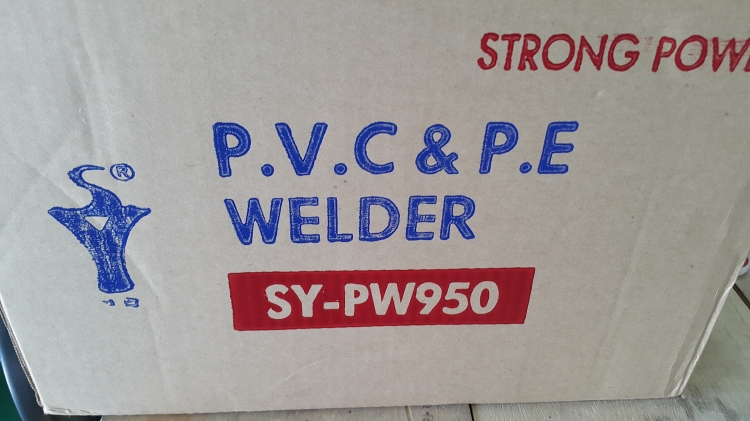 STRONG POW
P.V.C & P.E
®
WELDER
SY-PW950